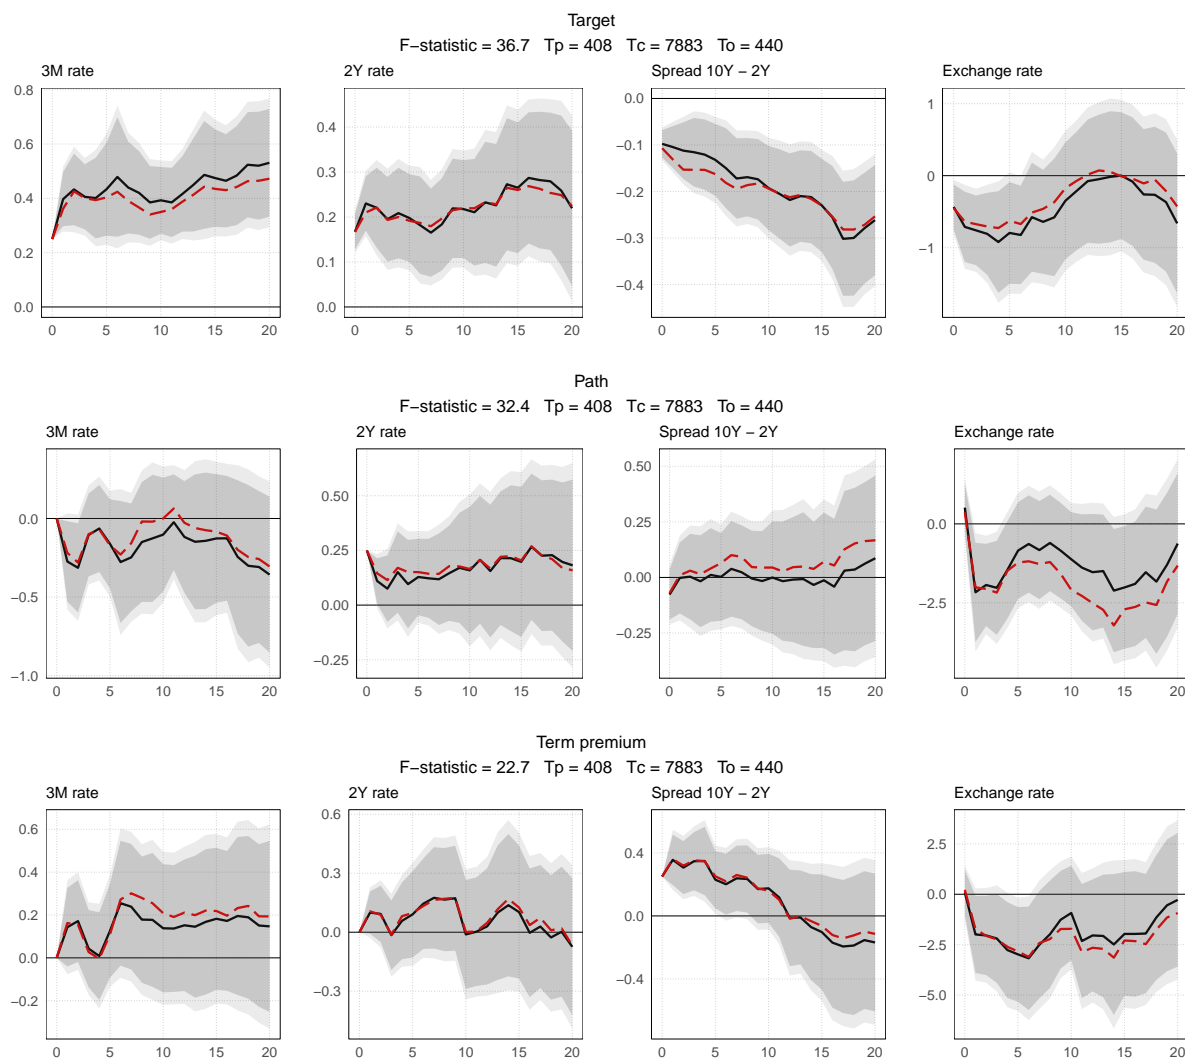 Target
F−statistic = 36.7 Tp = 408 Tc = 7883 To = 440
3M rate 2Y rate Spread 10Y − 2Y Exchange rate
0.8
0.6
0.4
0.2
0.0
0 5 10 15 20
0.4
0.3
0.2
0.1
0.0
0 5 10 15 20
0.0
−0.1
−0.2
−0.3
−0.4
0 5 10 15 20
1
0
−1
0 5 10 15 20
Path
F−statistic = 32.4 Tp = 408 Tc = 7883 To = 440
3M rate 2Y rate Spread 10Y − 2Y Exchange rate
0.0
−0.5
−1.0
0 5 10 15 20
0.50
0.25
0.00
−0.25
0 5 10 15 20
0.50
0.25
0.00
−0.25
0 5 10 15 20
0.0
−2.5
0 5 10 15 20
Term premium
F−statistic = 22.7 Tp = 408 Tc = 7883 To = 440
3M rate 2Y rate Spread 10Y − 2Y Exchange rate
0.6
0.4
0.2
0.0
−0.2
0 5 10 15 20
0.6
0.3
0.0
−0.3
0 5 10 15 20
0.4
0.0
−0.4
0 5 10 15 20
2.5
0.0
−2.5
−5.0
0 5 10 15 20